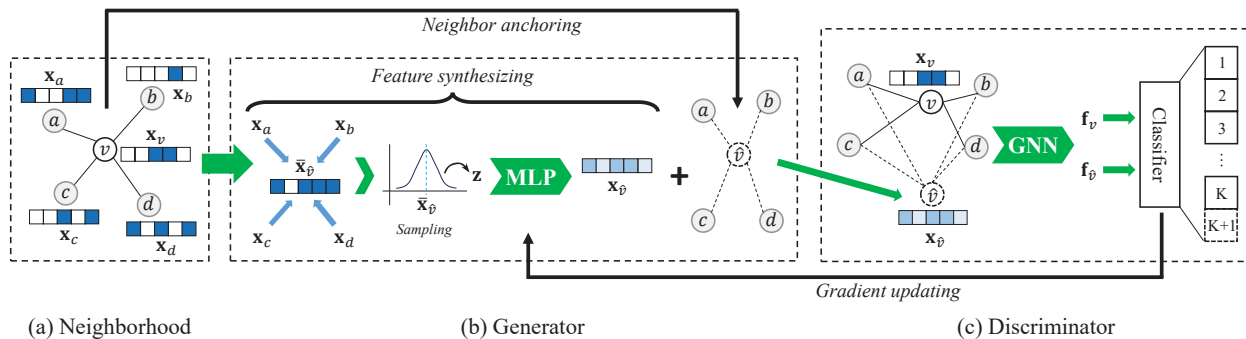 Neighbor anchoring
x_a
b
x_b
a
x_v
v
c
d
x_c
x_d
Feature synthesizing
x_a
x_b
x̄_v̂
x_c
x_d
z
x̄_v̂
Sampling
MLP
x_v̂
+
a
b
v̂
c
d
x_v
a
b
v
c
d
v̂
x_v̂
GNN
f_v
f_v̂
Classifier
1
2
3
⋮
K
K+1
Gradient updating
(a) Neighborhood
(b) Generator
(c) Discriminator